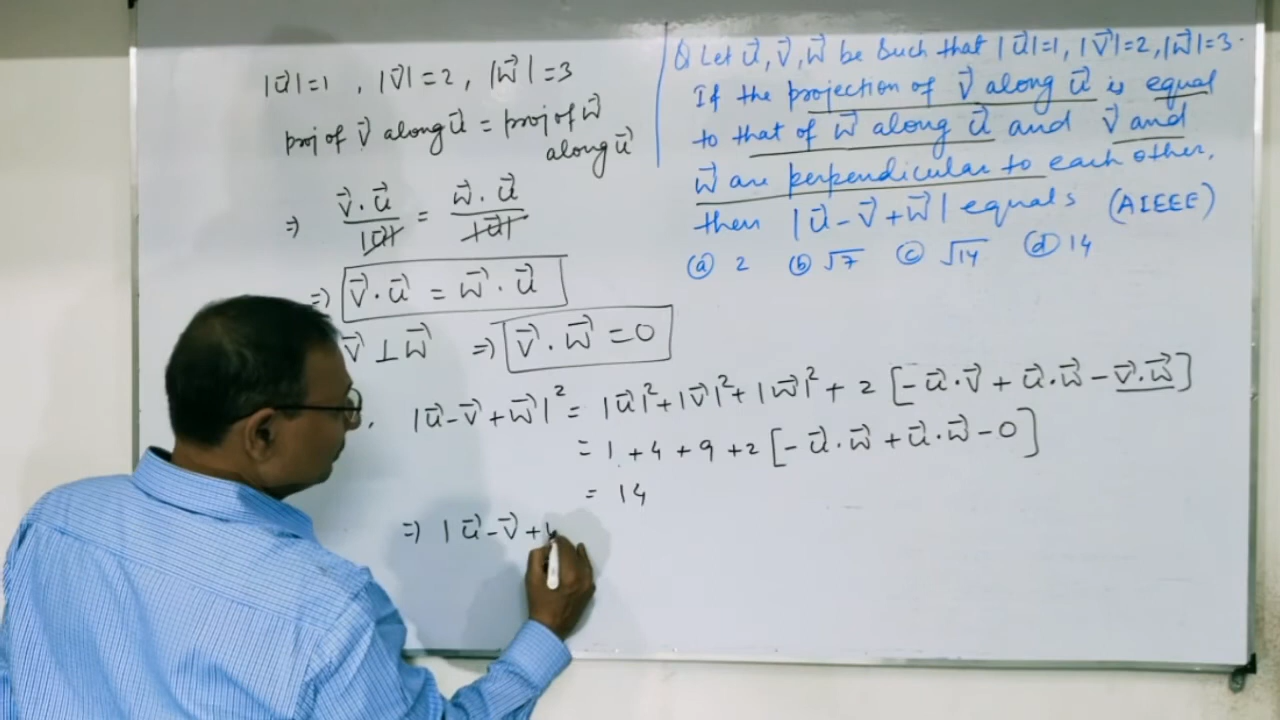 |u⃗|=1 , |v⃗|=2, |w⃗|=3
proj of v⃗ along u⃗ = proj of w⃗
along u⃗
⇒ v⃗·u⃗/|u⃗| = w⃗·u⃗/|u⃗|
⇒ v⃗·u⃗ = w⃗·u⃗
v⃗ ⊥ w⃗ ⇒ v⃗·w⃗ = 0
Q Let u⃗, v⃗, w⃗ be such that |u⃗|=1, |v⃗|=2, |w⃗|=3.
If the projection of v⃗ along u⃗ is equal
to that of w⃗ along u⃗ and v⃗ and
w⃗ are perpendicular to each other,
then |u⃗-v⃗+w⃗| equals (AIEEE)
(a) 2 (b) √7 (c) √14 (d) 14
. |u⃗-v⃗+w⃗|² = |u⃗|²+|v⃗|²+|w⃗|²+2[-u⃗·v⃗+u⃗·w⃗-v⃗·w⃗]
= 1+4+9+2[-u⃗·w⃗+u⃗·w⃗-0]
= 14
⇒ |u⃗-v⃗+